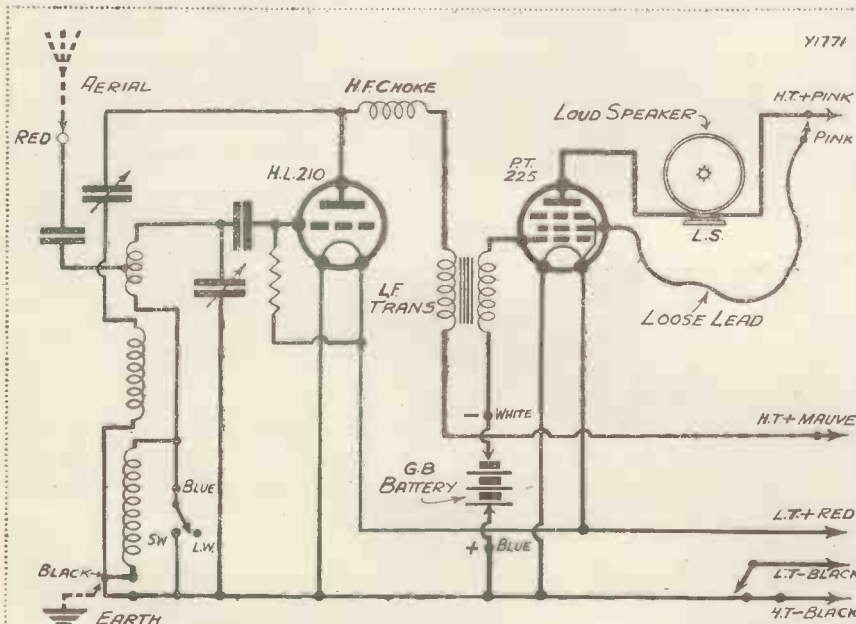 Y1771
AERIAL
H.F. CHOKE
H.T.+PINK
LOUD SPEAKER
RED
PINK
H.L.210
P.T.
225
L.S.
L.F.
TRANS
LOOSE LEAD
- WHITE
H.T.+ MAUVE
G.B
BATTERY
BLUE
L.T.+ RED
SW
L.W.
+ BLUE
BLACK
L.T-BLACK
H.T-BLACK
EARTH